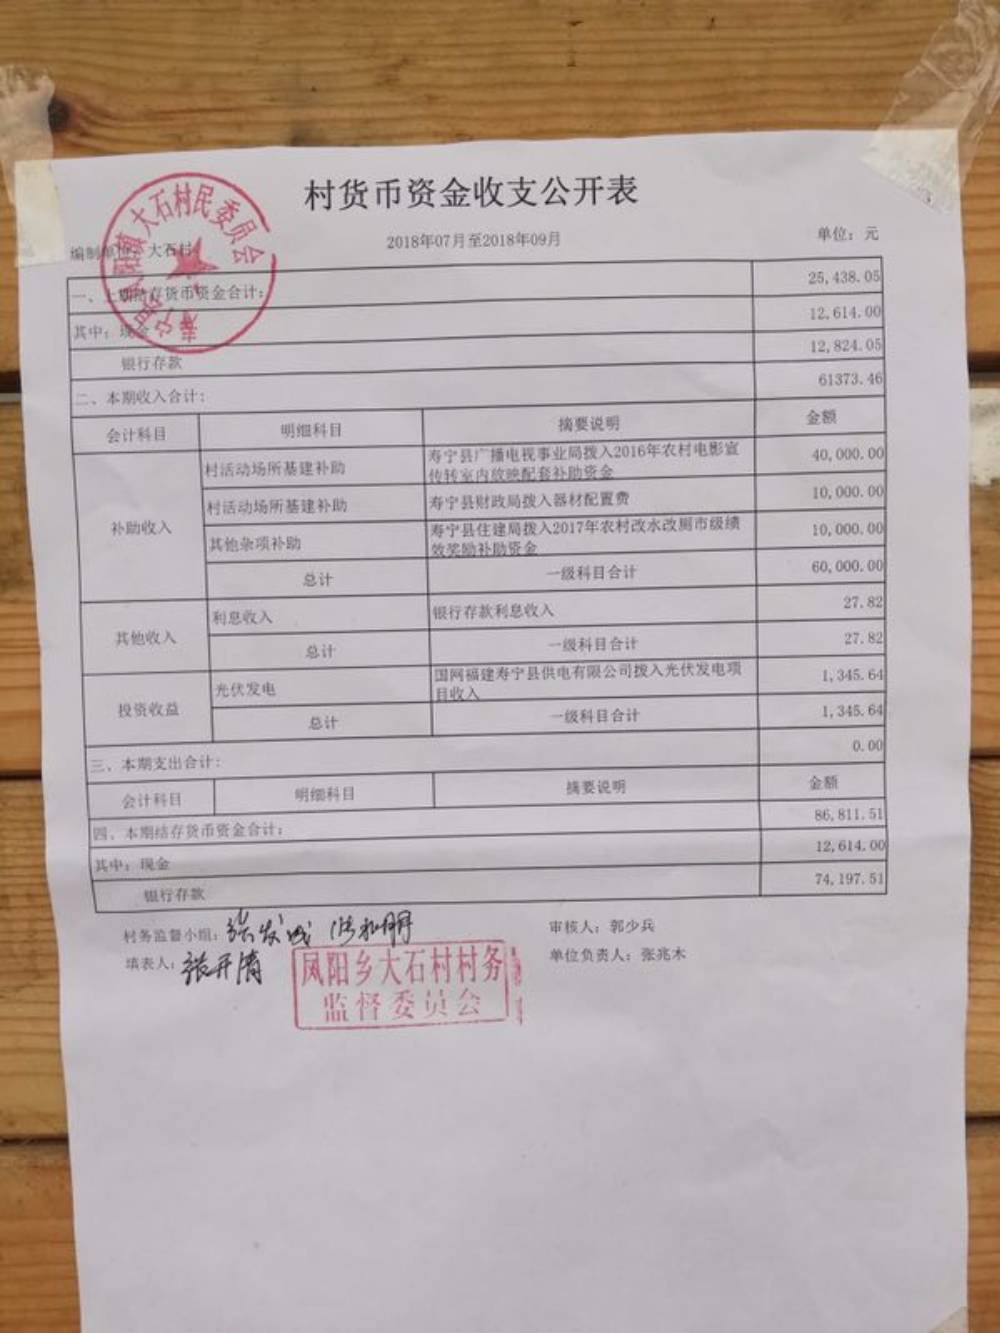 村货币资金收支公开表
编制单位：大石村 2018年07月至2018年09月 单位：元
一、上期结存货币资金合计： 25,438.05
其中：现金 12,614.00
银行存款 12,824.05
二、本期收入合计： 61373.46
会计科目 明细科目 摘要说明 金额
补助收入 村活动场所基建补助 寿宁县广播电视事业局拨入2016年农村电影宣
传转室内放映配套补助资金 40,000.00
村活动场所基建补助 寿宁县财政局拨入器材配置费 10,000.00
其他杂项补助 寿宁县住建局拨入2017年农村改水改厕市级绩
效奖励补助资金 10,000.00
总计 一级科目合计 60,000.00
其他收入 利息收入 银行存款利息收入 27.82
总计 一级科目合计 27.82
投资收益 光伏发电 国网福建寿宁县供电有限公司拨入光伏发电项
目收入 1,345.64
总计 一级科目合计 1,345.64
三、本期支出合计： 0.00
会计科目 明细科目 摘要说明 金额
四、本期结存货币资金合计： 86,811.51
其中：现金 12,614.00
银行存款 74,197.51
村务监督小组： 审核人：郭少兵
填表人：张开清 单位负责人：张兆木
凤阳乡大石村村务
监督委员会
大石村民委员会